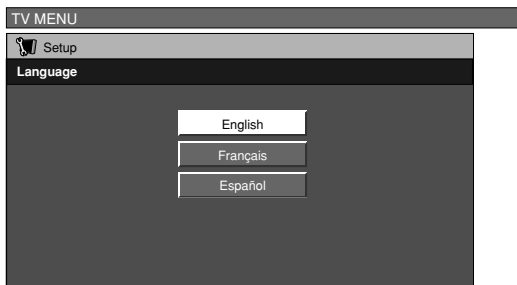 TV MENU
Setup
Language
English
Français
Español